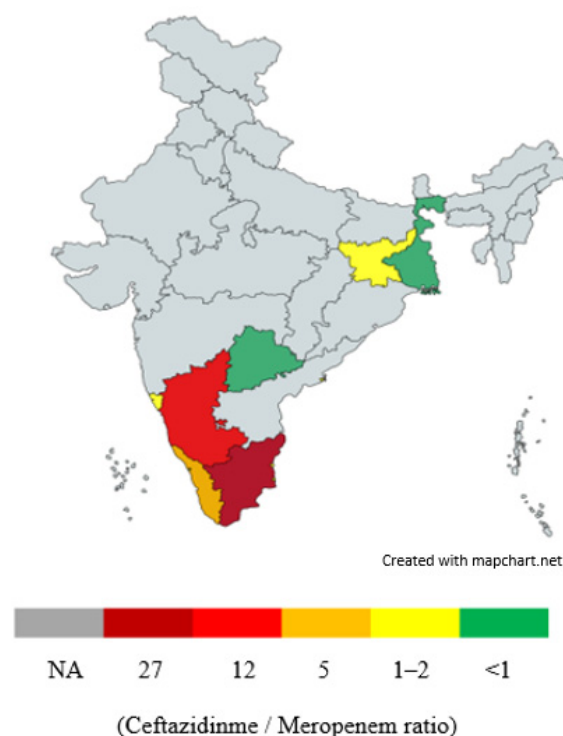 Created with mapchart.net
NA 27 12 5 1–2 <1
(Ceftazidinme / Meropenem ratio)